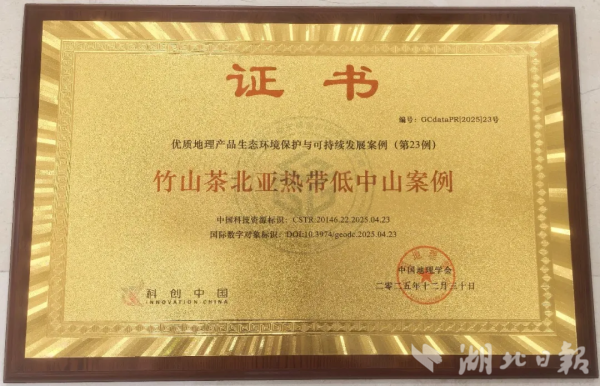 证书
编号：GCdataPR[2025]23号
优质地理产品生态环境保护与可持续发展案例（第23例）
竹山茶北亚热带低中山案例
中国科技资源标识：CSTR:20146.22.2025.04.23
国际数字对象标识：DOI:10.3974/geodc.2025.04.23
中国地理学会
二〇二五年十二月三十日
科创中国
INNOVATION CHINA
湖北日报